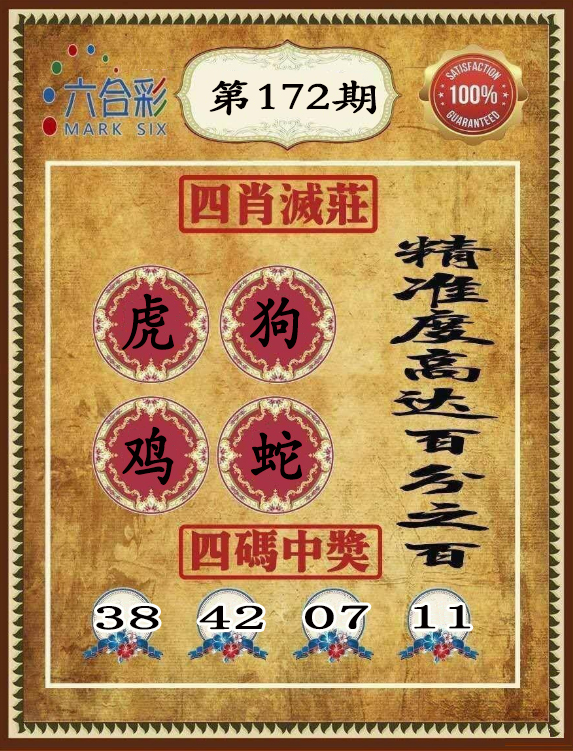 六合彩
MARK SIX
第172期
SATISFACTION
100%
GUARANTEED
四肖滅莊
虎 狗
鸡 蛇
精准度高达百分之百
四碼中獎
38 42 07 11